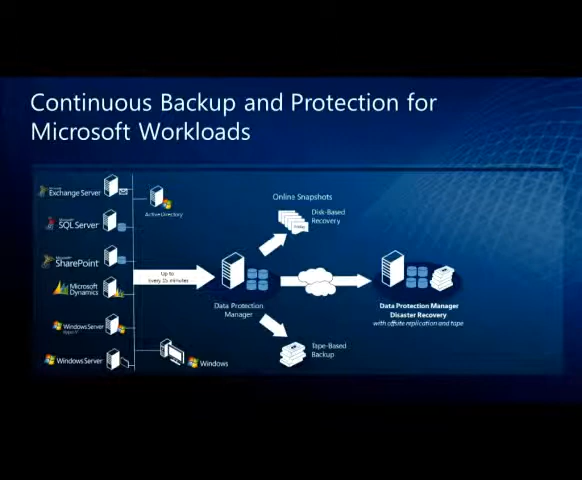 Continuous Backup and Protection for
Microsoft Workloads
Exchange Server
SQL Server
SharePoint
Microsoft
Dynamics
Windows Server
Windows Server
Active Directory
Up to
Every 15 minutes
Windows
Data Protection
Manager
Online Snapshots
Disk-Based
Recovery
Tape-Based
Backup
Data Protection Manager
Disaster Recovery
with offsite replication and tape